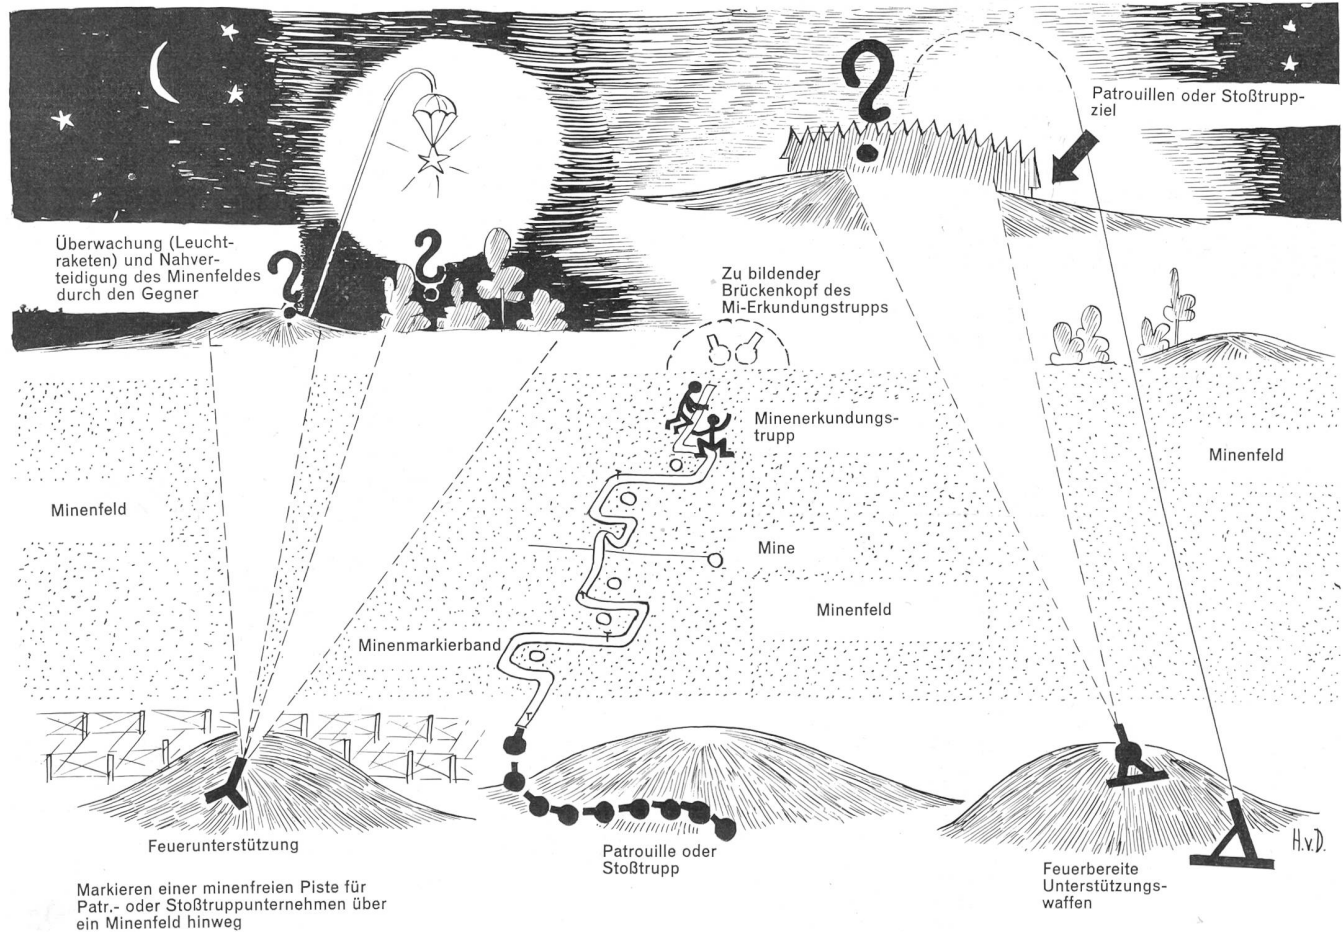 Patrouillen oder Stoßtrupp-
ziel
Überwachung (Leucht-
raketen) und Nahver-
teidigung des Minenfeldes
durch den Gegner
Zu bildender
Brückenkopf des
Mi-Erkundungstrupps
Minenerkundungs-
trupp
Minenfeld
Minenfeld
Mine
Minenfeld
Minenmarkierband
H.v.D.
Feuerunterstützung
Patrouille oder
Stoßtrupp
Feuerbereite
Unterstützungs-
waffen
Markieren einer minenfreien Piste für
Patr.- oder Stoßtruppunternehmen über
ein Minenfeld hinweg